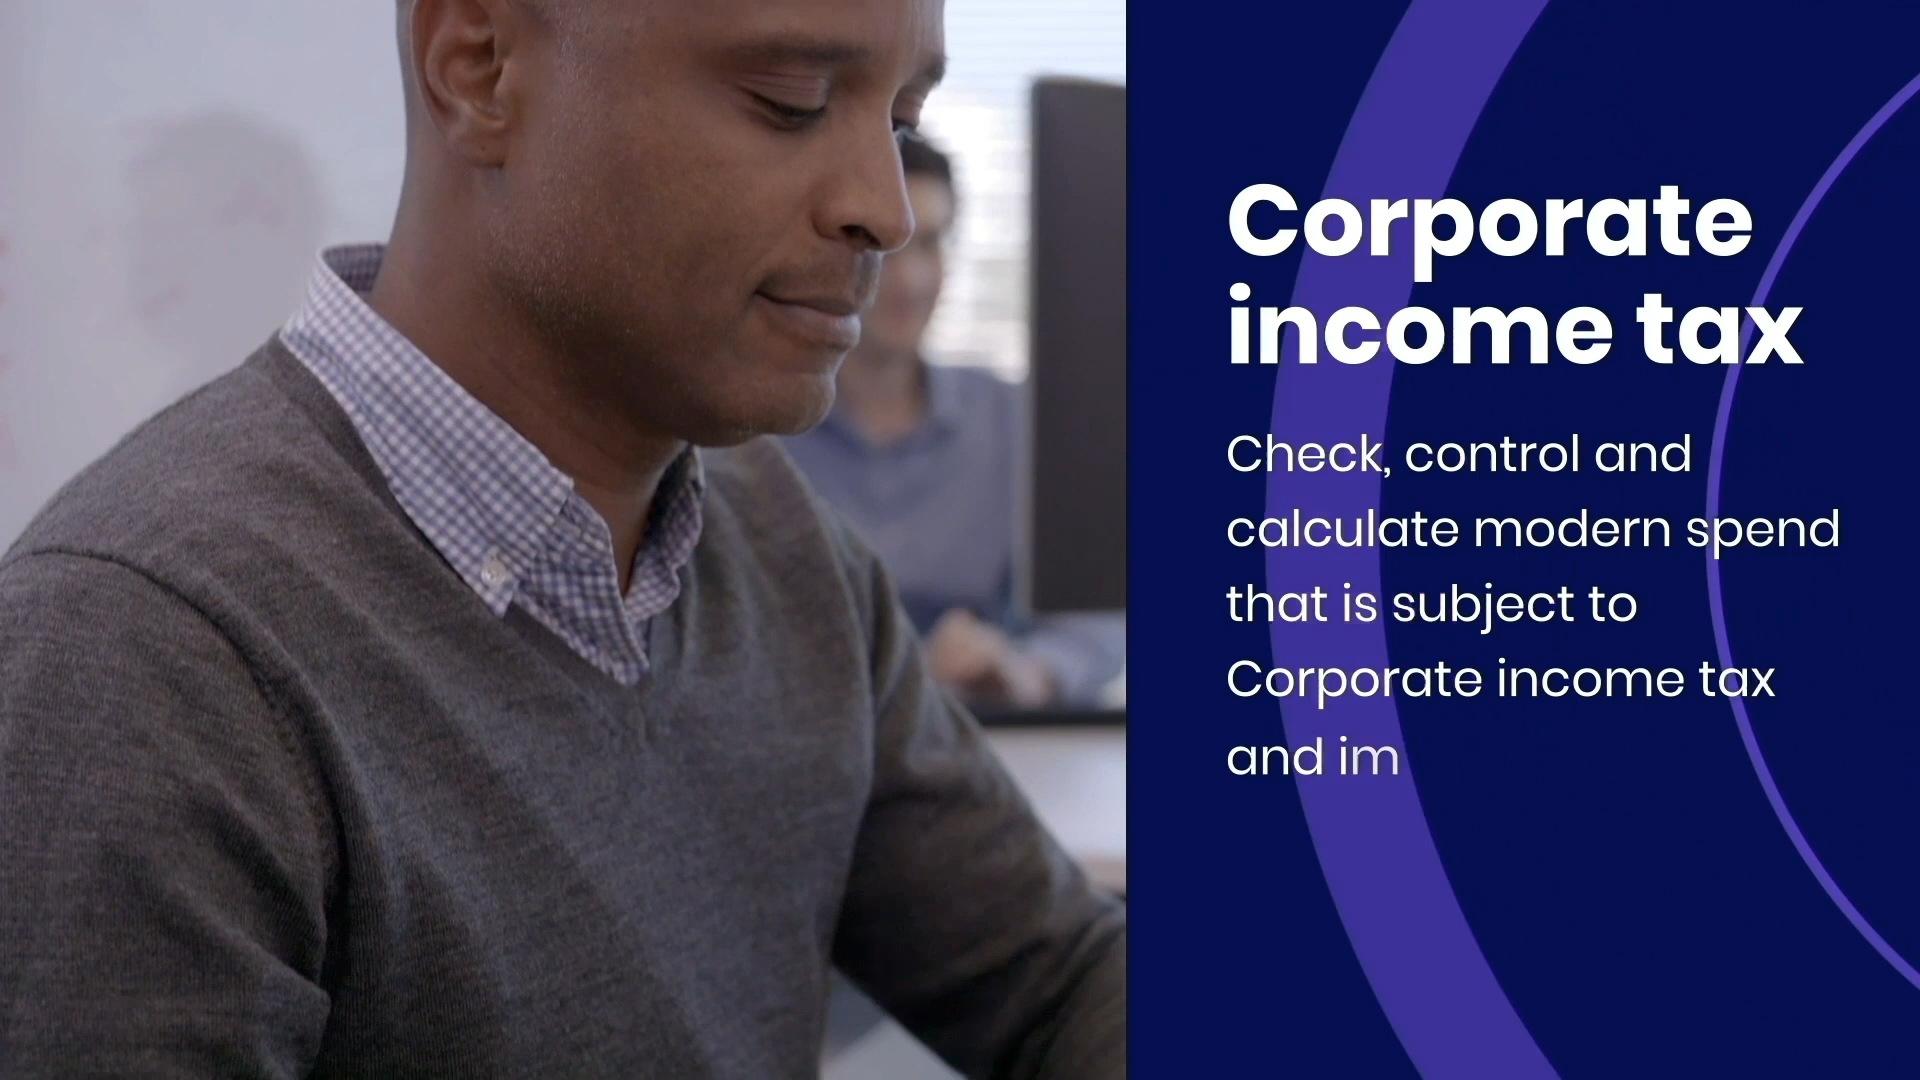 Corporate
income tax
Check, control and
calculate modern spend
that is subject to
Corporate income tax
and im